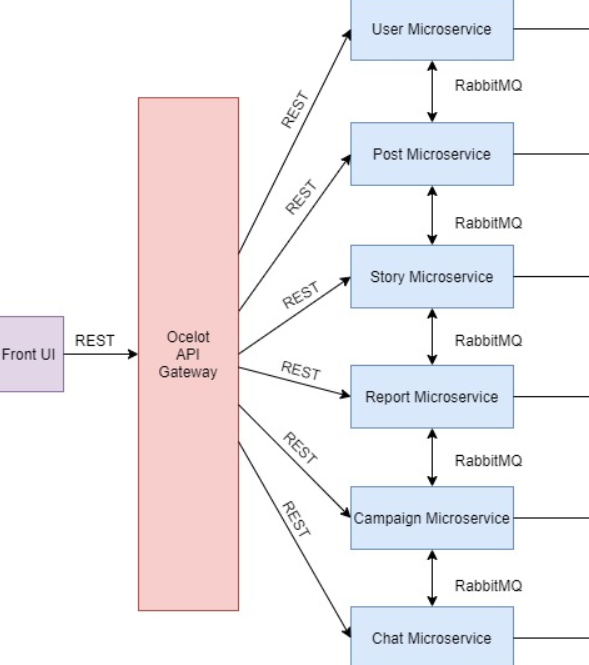 User Microservice
RabbitMQ
REST
Post Microservice
REST
RabbitMQ
Story Microservice
REST
Front UI
REST
Ocelot
API
Gateway
RabbitMQ
REST
Report Microservice
REST
RabbitMQ
Campaign Microservice
REST
RabbitMQ
Chat Microservice